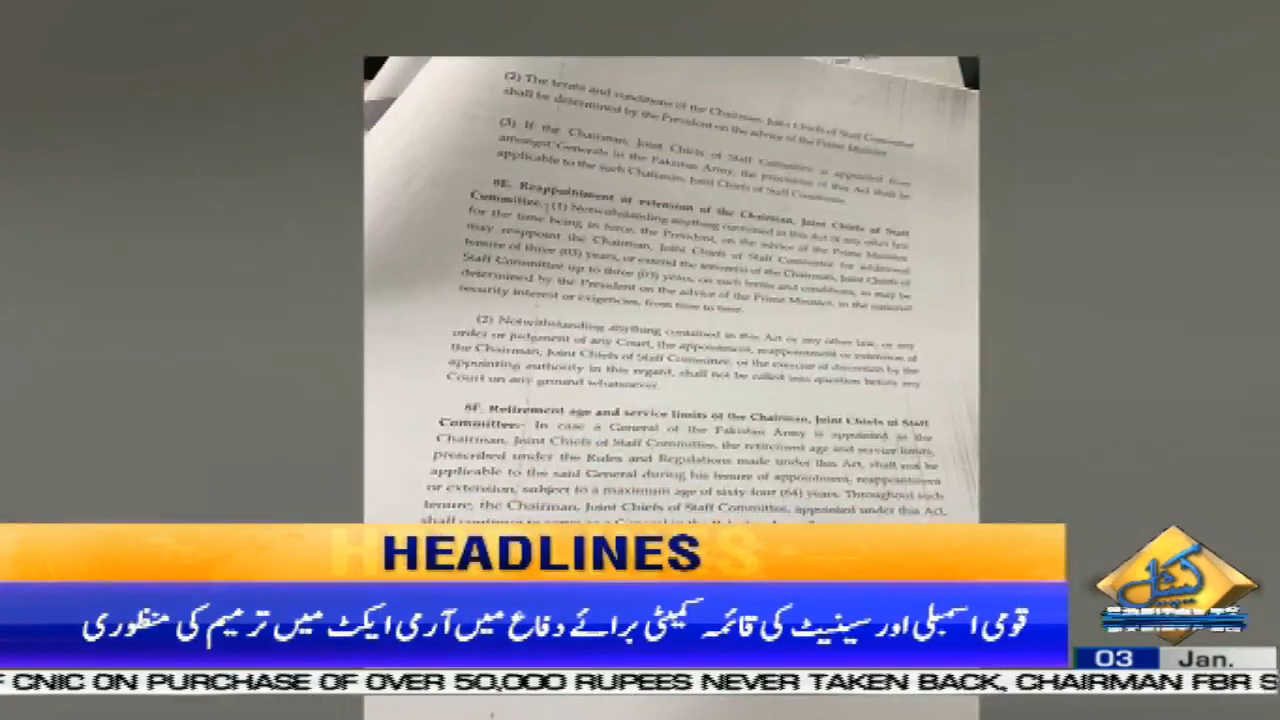 (2) The terms and conditions of the Chairman, Joint Chiefs of Staff Committee
shall be determined by the President on the advice of the Prime Minister.
(3) If the Chairman, Joint Chiefs of Staff Committee is appointed from
amongst Generals in the Pakistan Army, the provisions of this Act shall be
applicable to the such Chairman, Joint Chiefs of Staff Committee.
8E. Reappointment or extension of the Chairman, Joint Chiefs of Staff
Committee.- (1) Notwithstanding anything contained in this Act or any other law
for the time being in force, the President, on the advice of the Prime Minister
may reappoint the Chairman, Joint Chiefs of Staff Committee for additional
tenure of three (03) years, or extend the tenure(s) of the Chairman, Joint Chiefs of
Staff Committee up to three (03) years, on such terms and conditions, as may be
determined by the President on the advice of the Prime Minister, in the national
security interest or exigencies, from time to time.
(2) Notwithstanding anything contained in this Act or any other law, or any
order or judgment of any Court, the appointment, reappointment or extension of
the Chairman, Joint Chiefs of Staff Committee, or the exercise of discretion by the
appointing authority in this regard, shall not be called into question before any
Court on any ground whatsoever.
8F. Retirement age and service limits of the Chairman, Joint Chiefs of Staff
Committee:- In case a General of the Pakistan Army is appointed as the
Chairman, Joint Chiefs of Staff Committee, the retirement age and service limits,
prescribed under the Rules and Regulations made under this Act, shall not be
applicable to the said General during his tenure of appointment, reappointment
or extension, subject to a maximum age of sixty four (64) years. Throughout such
tenure, the Chairman, Joint Chiefs of Staff Committee, appointed under this Act,
shall continue to serve as a General in the
HEADLINES
قومی اسمبلی اور سینیٹ کی قائمہ کمیٹی برائے دفاع میں آرمی ایکٹ میں ترمیم کی منظوری
کیپیٹل
CAPITAL TV
03 Jan.
F CNIC ON PURCHASE OF OVER 50,000 RUPEES NEVER TAKEN BACK, CHAIRMAN FBR S